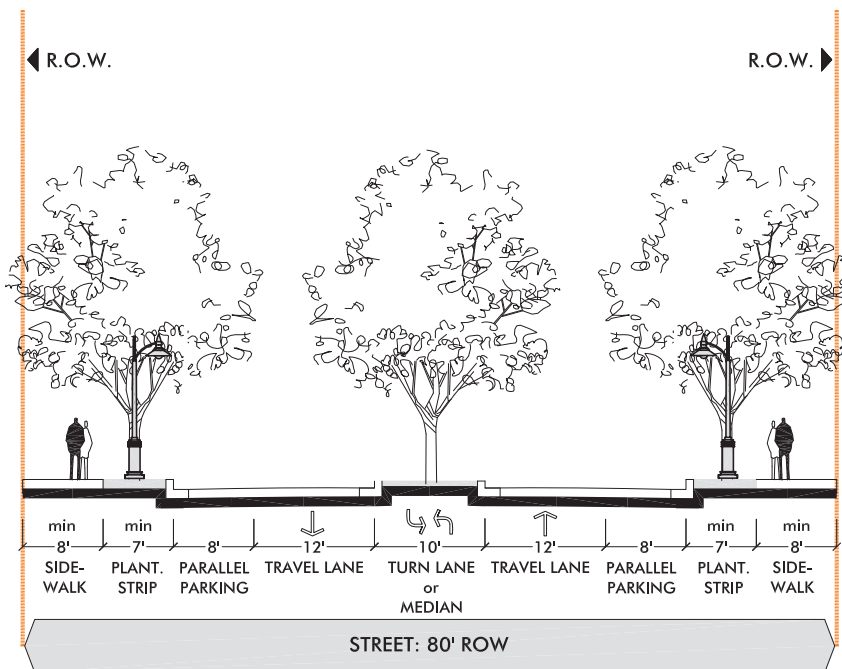 R.O.W. R.O.W.
min min min min
8' 7' 8' 12' 10' 12' 8' 7' 8'
SIDE- PLANT. PARALLEL TRAVEL LANE TURN LANE TRAVEL LANE PARALLEL PLANT. SIDE-
WALK STRIP PARKING or PARKING STRIP WALK
MEDIAN
STREET: 80' ROW